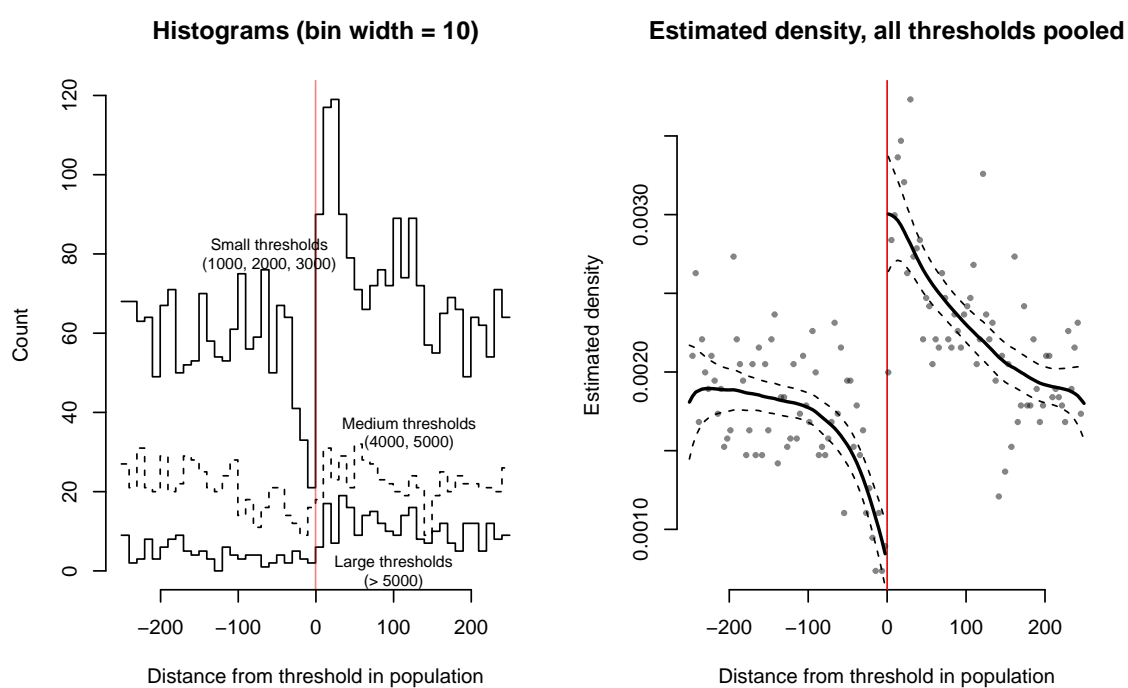 Histograms (bin width = 10)
120
100
80
60
40
20
0
Count
Small thresholds
(1000, 2000, 3000)
Medium thresholds
(4000, 5000)
Large thresholds
(> 5000)
−200
−100
0
100
200
Distance from threshold in population
Estimated density, all thresholds pooled
0.0030
0.0020
0.0010
Estimated density
−200
−100
0
100
200
Distance from threshold in population